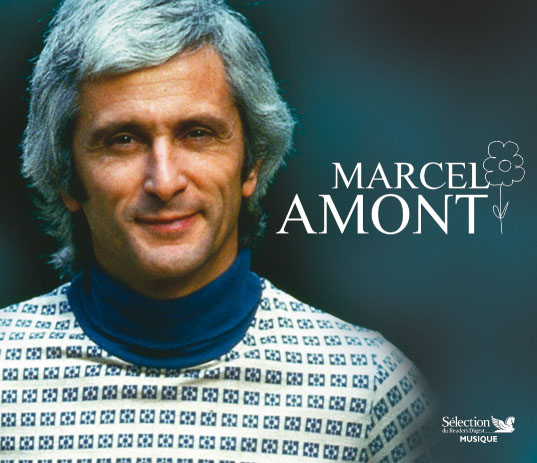 MARCEL
AMONT
Sélection
du Reader's Digest
MUSIQUE